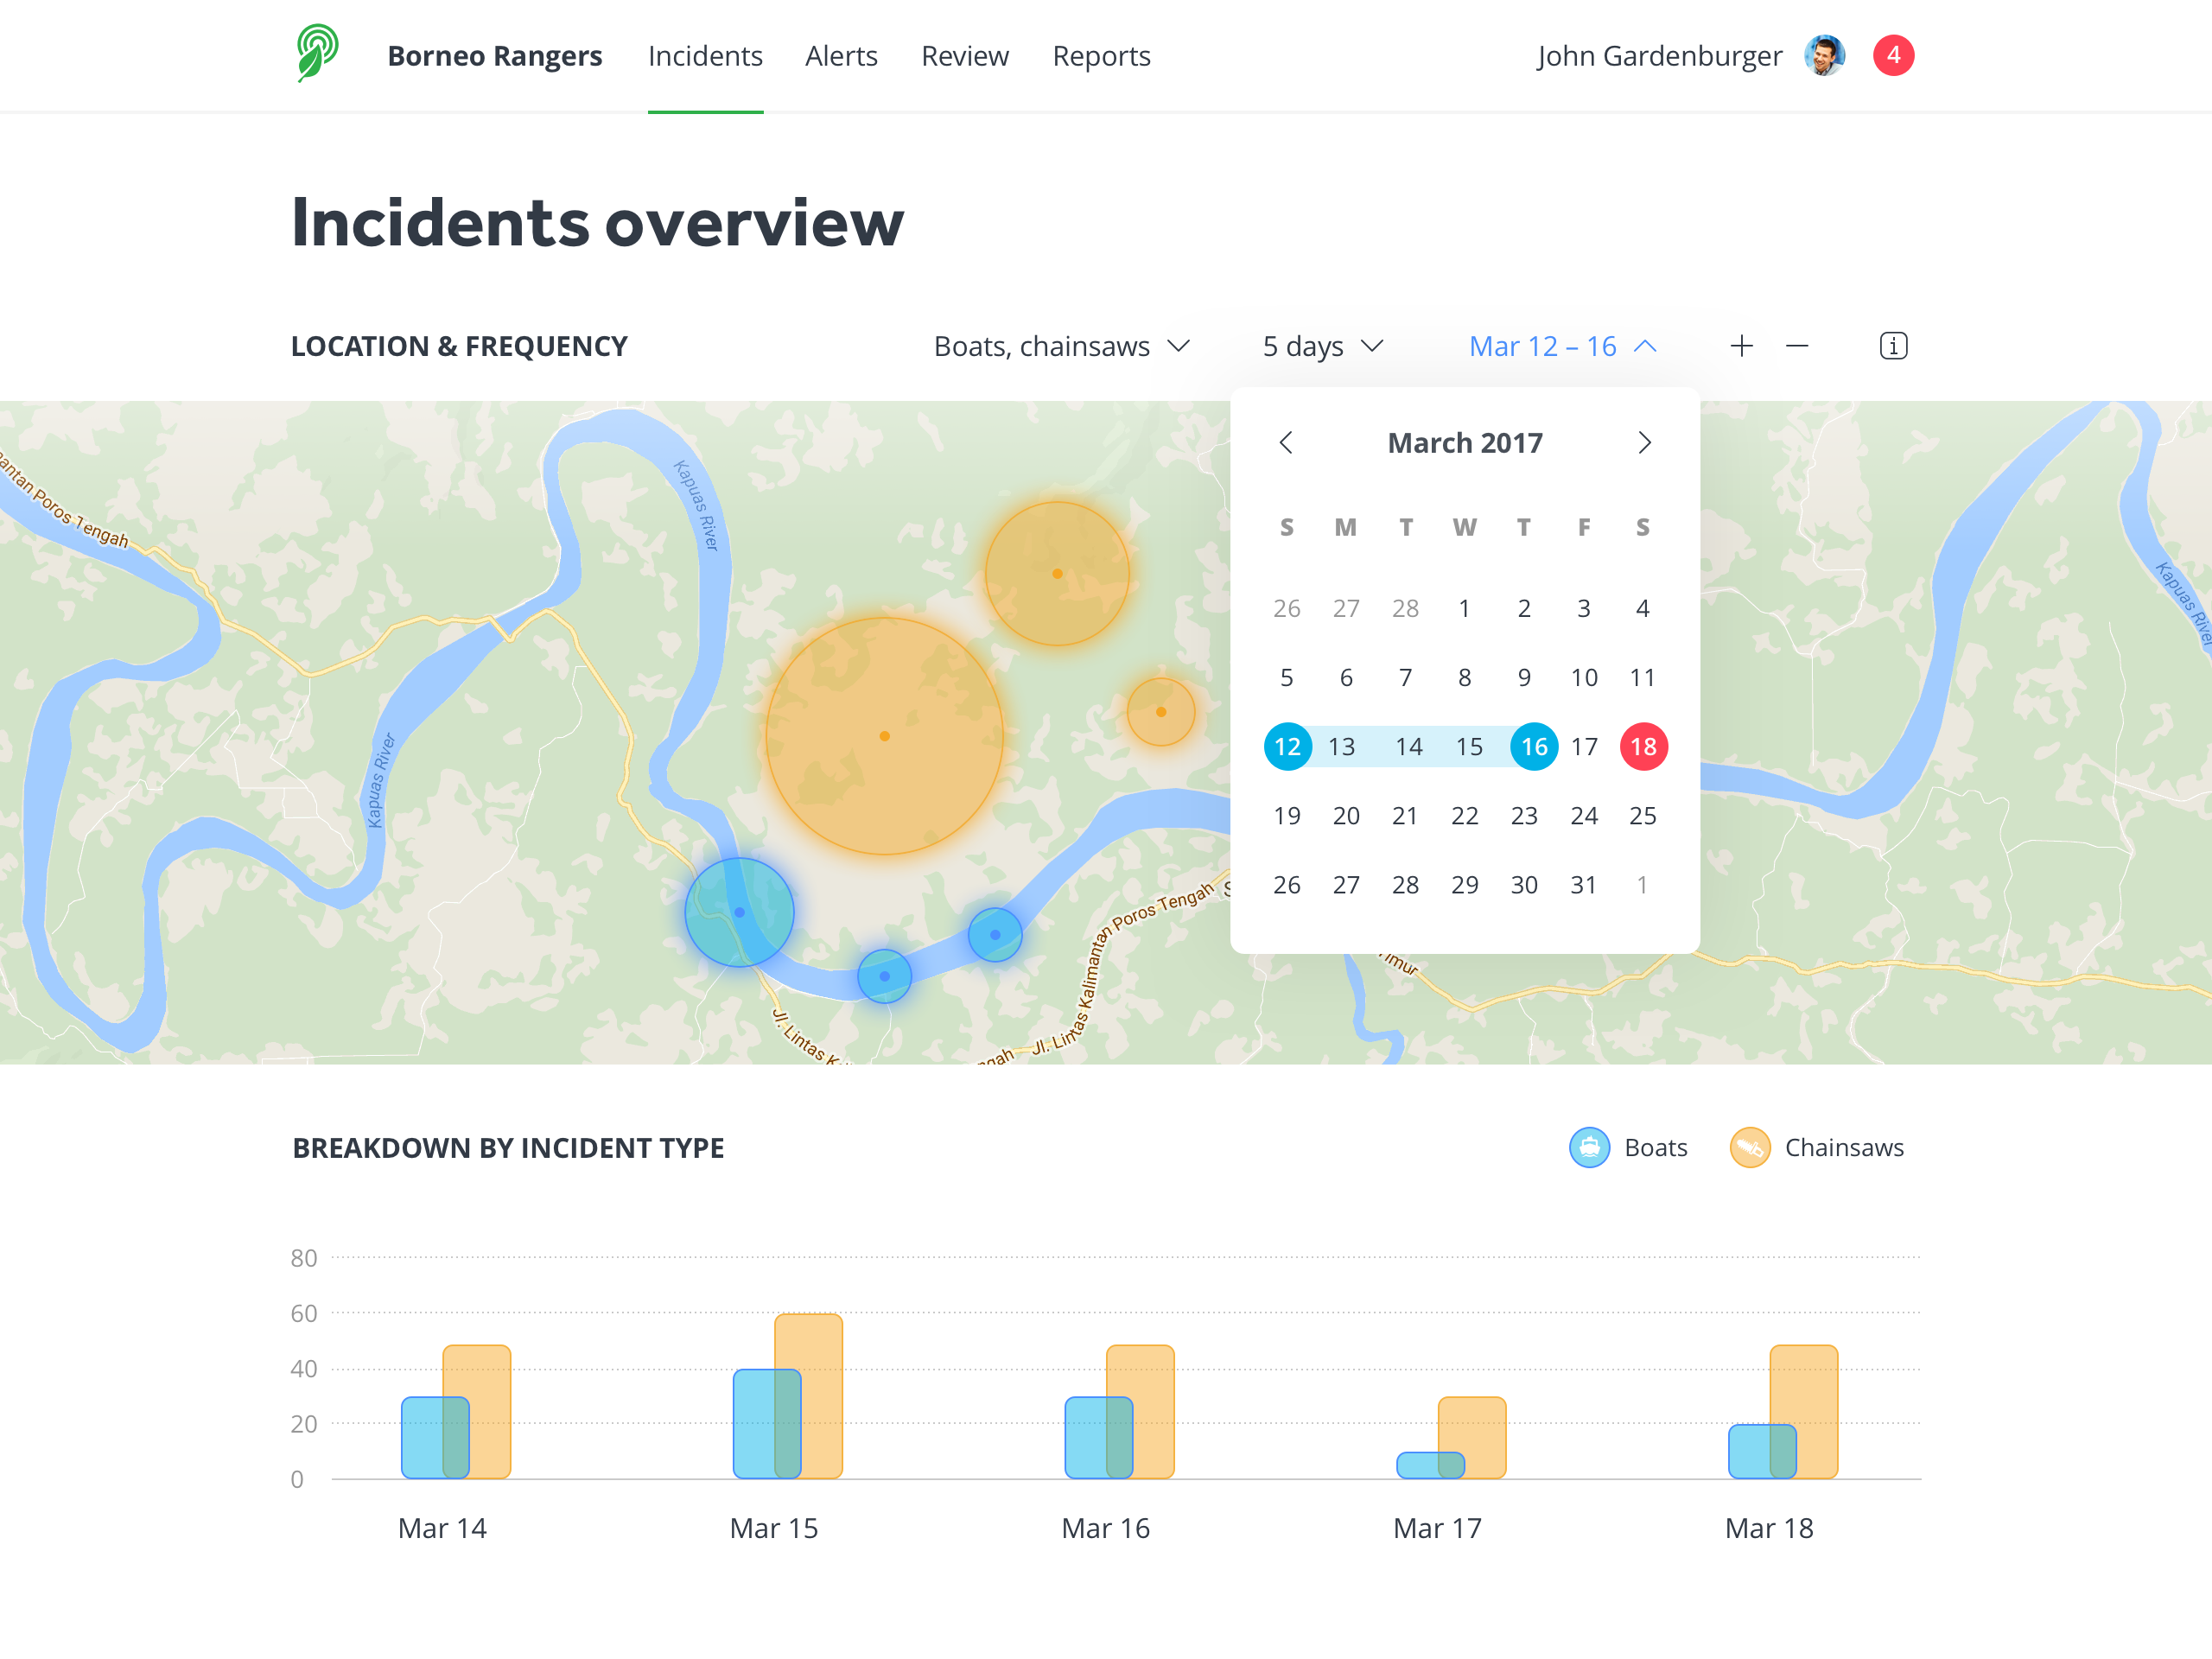 Borneo Rangers Incidents Alerts Review Reports John Gardenburger 4
Incidents overview
LOCATION & FREQUENCY Boats, chainsaws 5 days Mar 12 – 16
March 2017
S M T W T F S
26 27 28 1 2 3 4
5 6 7 8 9 10 11
12 13 14 15 16 17 18
19 20 21 22 23 24 25
26 27 28 29 30 31 1
antan Poros Tengah
Kapuas River
Kapuas River
Kapuas River
Poros Tengah
Jl. Lintas Kalimantan
Jl. Lintas K
ngah
imur
BREAKDOWN BY INCIDENT TYPE Boats Chainsaws
80
60
40
20
0
Mar 14 Mar 15 Mar 16 Mar 17 Mar 18